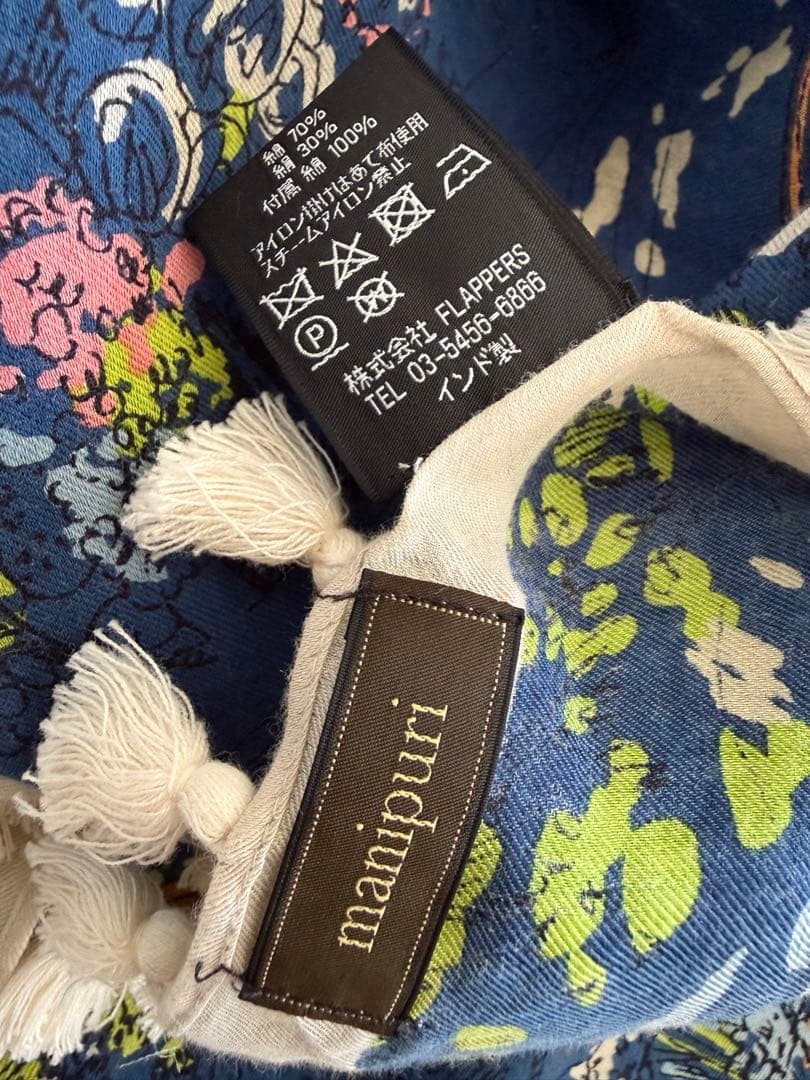 綿 70%
絹 30%
付属 綿 100%
アイロン掛けはあて布使用
スチームアイロン禁止
P
W
株式会社 FLAPPERS
TEL 03-5456-6866
インド製
manipuri